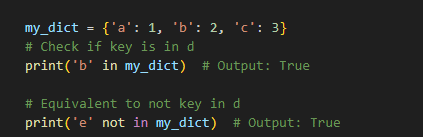 my_dict = {'a': 1, 'b': 2, 'c': 3}
# Check if key is in d
print('b' in my_dict)  # Output: True

# Equivalent to not key in d
print('e' not in my_dict)  # Output: True